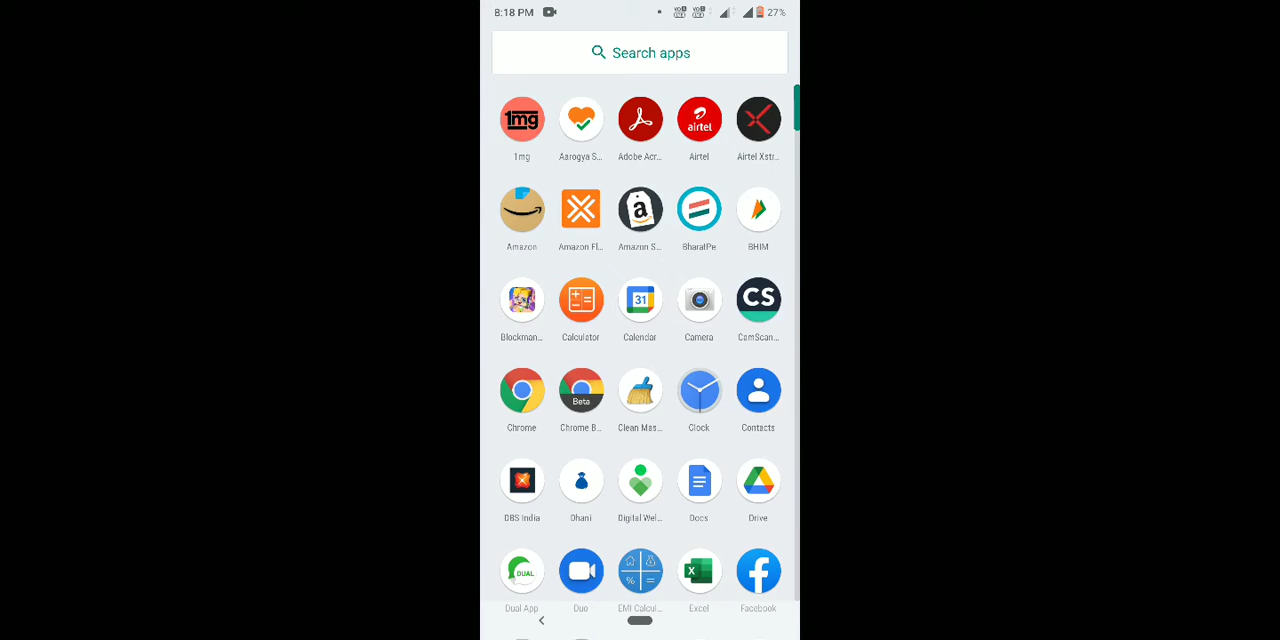 8:18 PM 27%
Search apps
1mg airtel
1mg Aarogya S... Adobe Acr... Airtel Airtel Xstr...
a
Amazon Amazon Fl... Amazon S... BharatPe BHIM
31 CS
Blockman... Calculator Calendar Camera CamScan...
Beta
Chrome Chrome B... Clean Mas... Clock Contacts
DBS India Dhani Digital Wel... Docs Drive
DUAL % = X f
Dual App Duo EMI Calcul... Excel Facebook